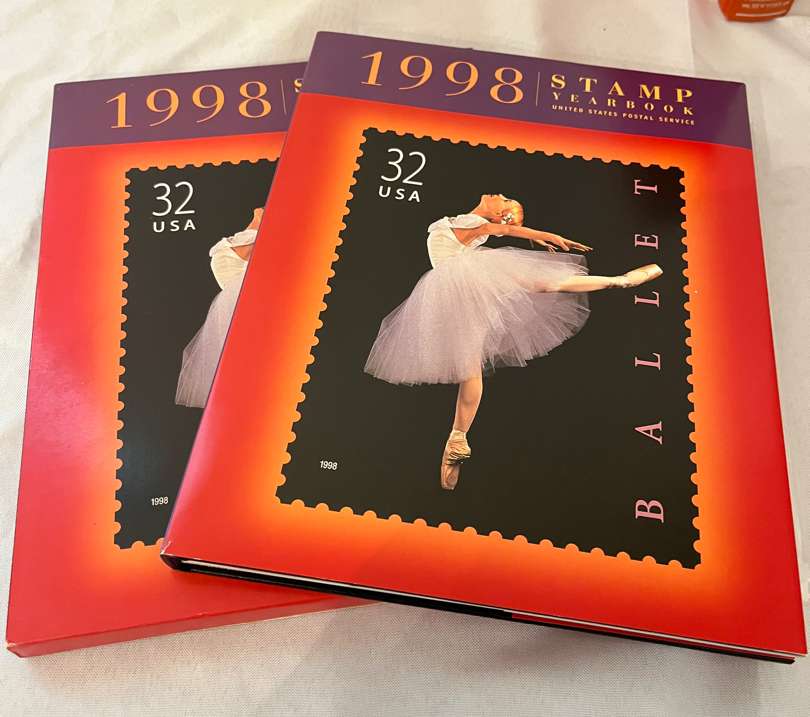 1998
32
USA
1998
1998
STAMP
YEARBOOK
UNITED STATES POSTAL SERVICE
32
USA
BALLET
1998